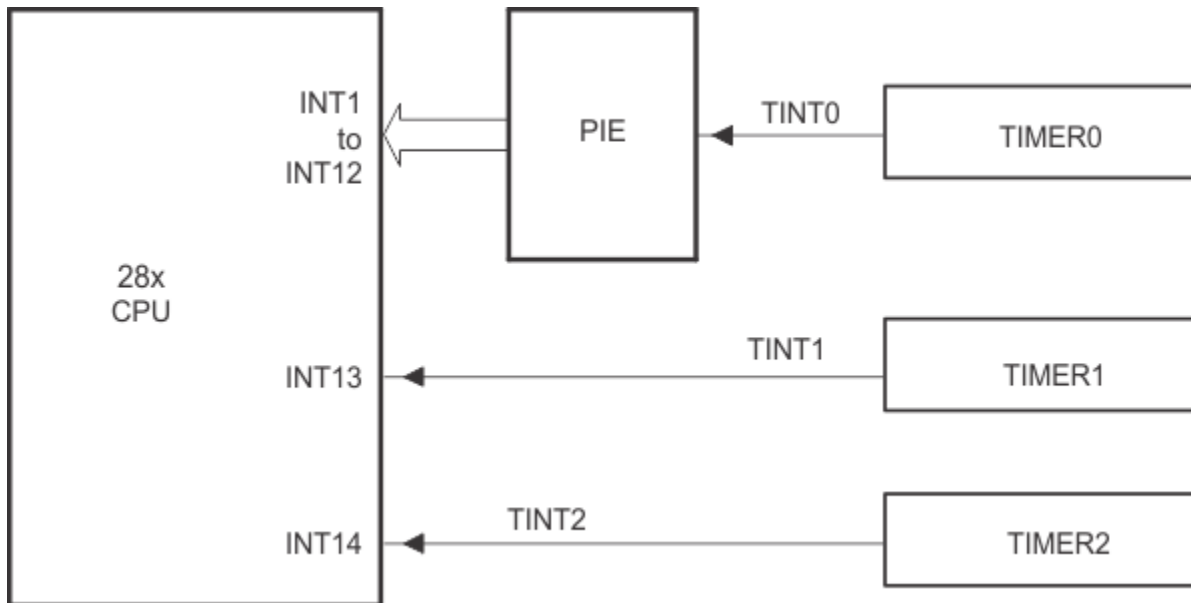 INT1
to
INT12
PIE
TINT0
TIMER0
28x
CPU
INT13
TINT1
TIMER1
INT14
TINT2
TIMER2